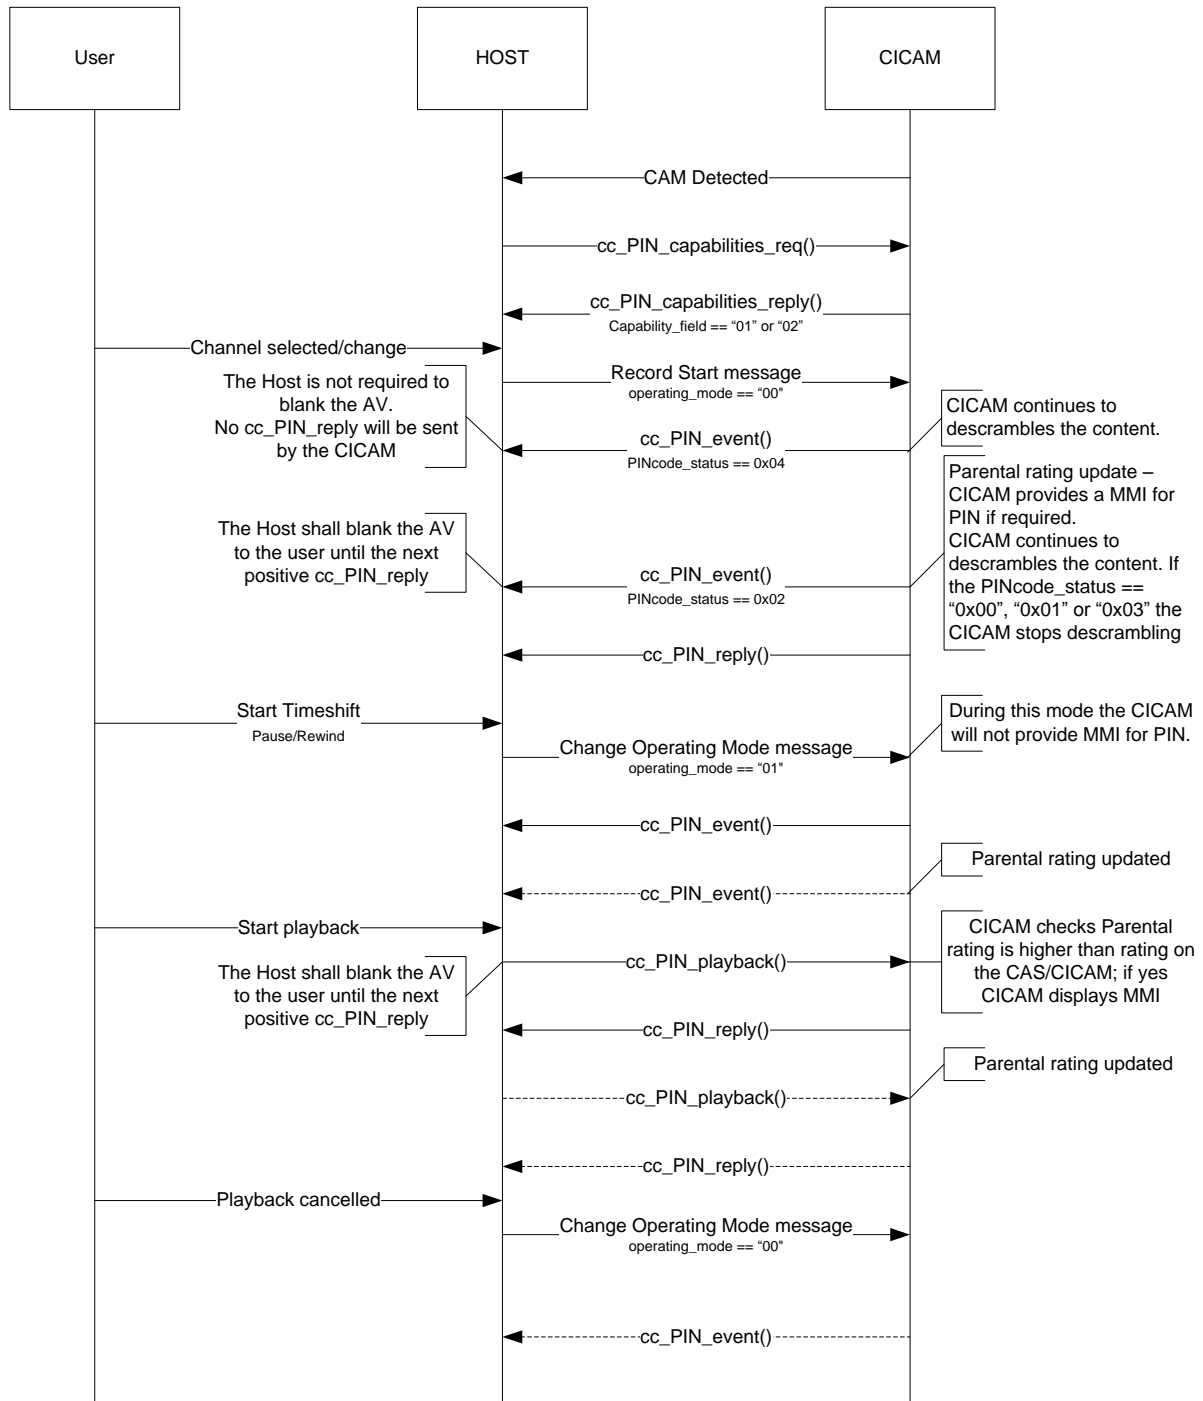 User
HOST
CICAM
CAM Detected
cc_PIN_capabilities_req()
cc_PIN_capabilities_reply()
Capability_field == “01” or “02”
Channel selected/change
Record Start message
operating_mode == “00”
The Host is not required to
blank the AV.
No cc_PIN_reply will be sent
by the CICAM
cc_PIN_event()
PINcode_status == 0x04
CICAM continues to
descrambles the content.
Parental rating update –
CICAM provides a MMI for
PIN if required.
CICAM continues to
descrambles the content. If
the PINcode_status ==
“0x00”, “0x01” or “0x03” the
CICAM stops descrambling
The Host shall blank the AV
to the user until the next
positive cc_PIN_reply
cc_PIN_event()
PINcode_status == 0x02
cc_PIN_reply()
Start Timeshift
Pause/Rewind
During this mode the CICAM
will not provide MMI for PIN.
Change Operating Mode message
operating_mode == “01”
cc_PIN_event()
Parental rating updated
cc_PIN_event()
Start playback
CICAM checks Parental
rating is higher than rating on
the CAS/CICAM; if yes
CICAM displays MMI
cc_PIN_playback()
The Host shall blank the AV
to the user until the next
positive cc_PIN_reply
cc_PIN_reply()
Parental rating updated
cc_PIN_playback()
cc_PIN_reply()
Playback cancelled
Change Operating Mode message
operating_mode == “00”
cc_PIN_event()